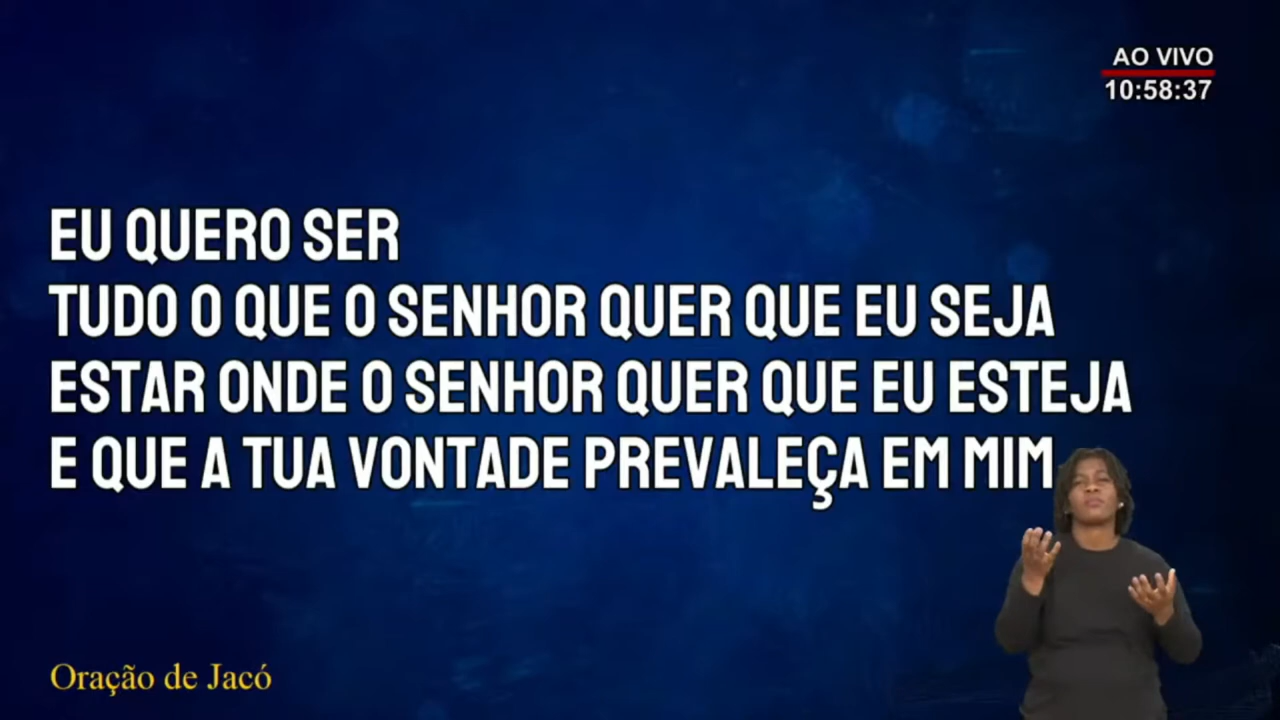 AO VIVO
10:58:37
EU QUERO SER
TUDO O QUE O SENHOR QUER QUE EU SEJA
ESTAR ONDE O SENHOR QUER QUE EU ESTEJA
E QUE A TUA VONTADE PREVALEÇA EM MIM
Oração de Jacó